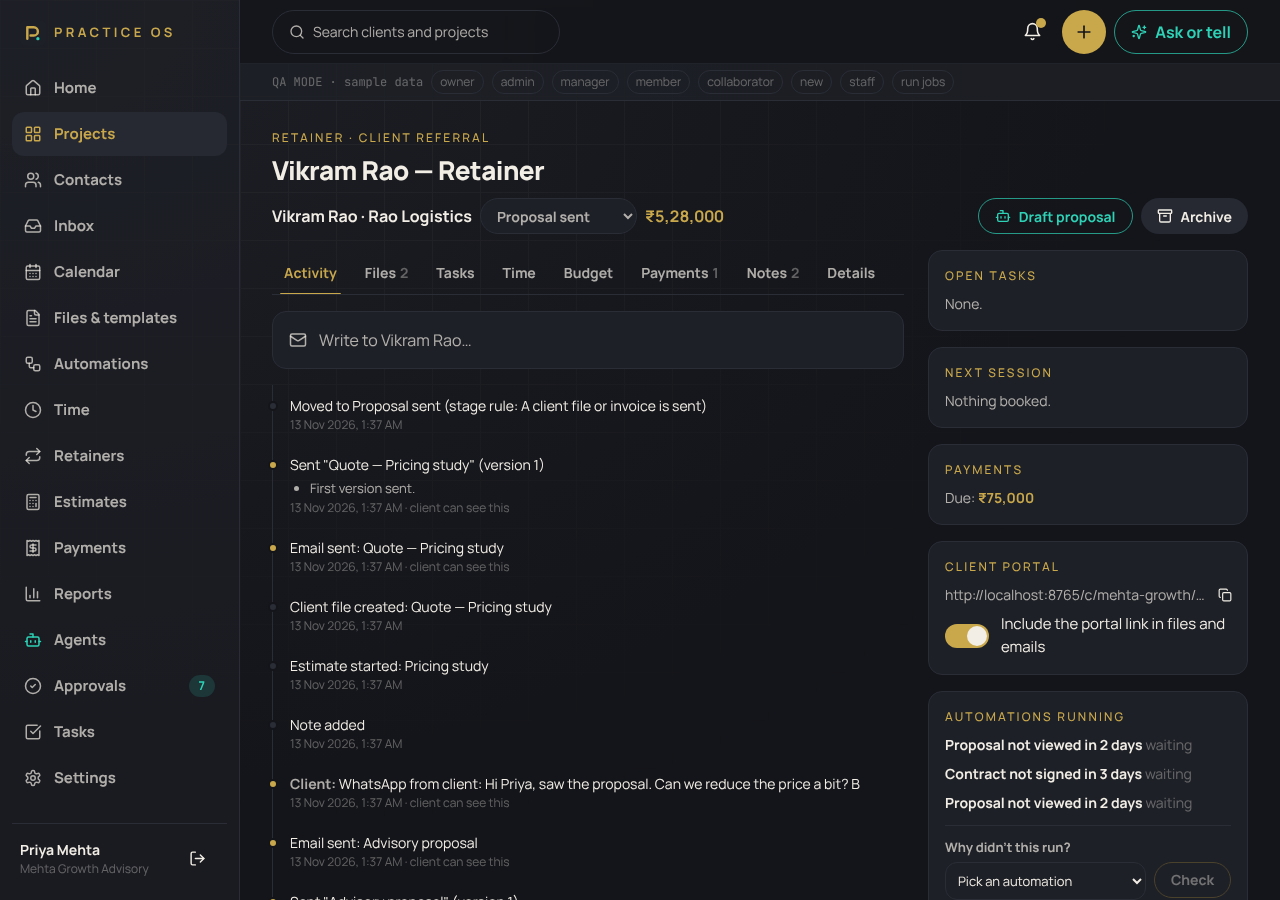 PRACTICE OS
Search clients and projects
Ask or tell
QA MODE · sample data owner admin manager member collaborator new staff run jobs
Home
Projects
Contacts
Inbox
Calendar
Files & templates
Automations
Time
Retainers
Estimates
Payments
Reports
Agents
Approvals 7
Tasks
Settings
Priya Mehta
Mehta Growth Advisory
RETAINER · CLIENT REFERRAL
Vikram Rao — Retainer
Vikram Rao · Rao Logistics Proposal sent ₹5,28,000
Draft proposal Archive
Activity Files 2 Tasks Time Budget Payments 1 Notes 2 Details
Write to Vikram Rao…
Moved to Proposal sent (stage rule: A client file or invoice is sent)
13 Nov 2026, 1:37 AM
Sent "Quote — Pricing study" (version 1)
First version sent.
13 Nov 2026, 1:37 AM · client can see this
Email sent: Quote — Pricing study
13 Nov 2026, 1:37 AM · client can see this
Client file created: Quote — Pricing study
13 Nov 2026, 1:37 AM
Estimate started: Pricing study
13 Nov 2026, 1:37 AM
Note added
13 Nov 2026, 1:37 AM
Client: WhatsApp from client: Hi Priya, saw the proposal. Can we reduce the price a bit? B
13 Nov 2026, 1:37 AM · client can see this
Email sent: Advisory proposal
13 Nov 2026, 1:37 AM · client can see this
Sent "Advisory proposal" (version 1)
OPEN TASKS
None.
NEXT SESSION
Nothing booked.
PAYMENTS
Due: ₹75,000
CLIENT PORTAL
http://localhost:8765/c/mehta-growth/…
Include the portal link in files and
emails
AUTOMATIONS RUNNING
Proposal not viewed in 2 days waiting
Contract not signed in 3 days waiting
Proposal not viewed in 2 days waiting
Why didn't this run?
Pick an automation Check